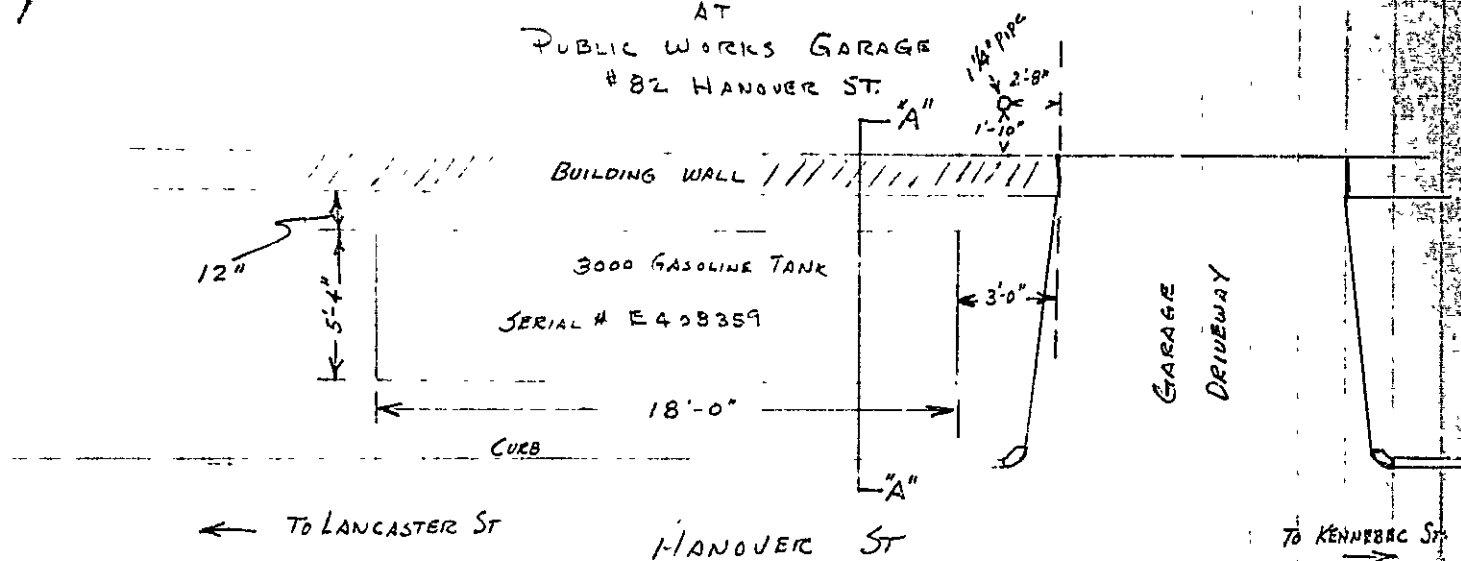 AT
PUBLIC WORKS GARAGE
# 82 HANOVER ST.
1 1/4" PIPE
2'-8"
"A"
1'-10"
BUILDING WALL
12"
5'-4"
3000 GASOLINE TANK
SERIAL # E408359
3'-0"
GARAGE
DRIVEWAY
18'-0"
CURB
"A"
← TO LANCASTER ST
HANOVER ST
TO KENNEBEC ST.